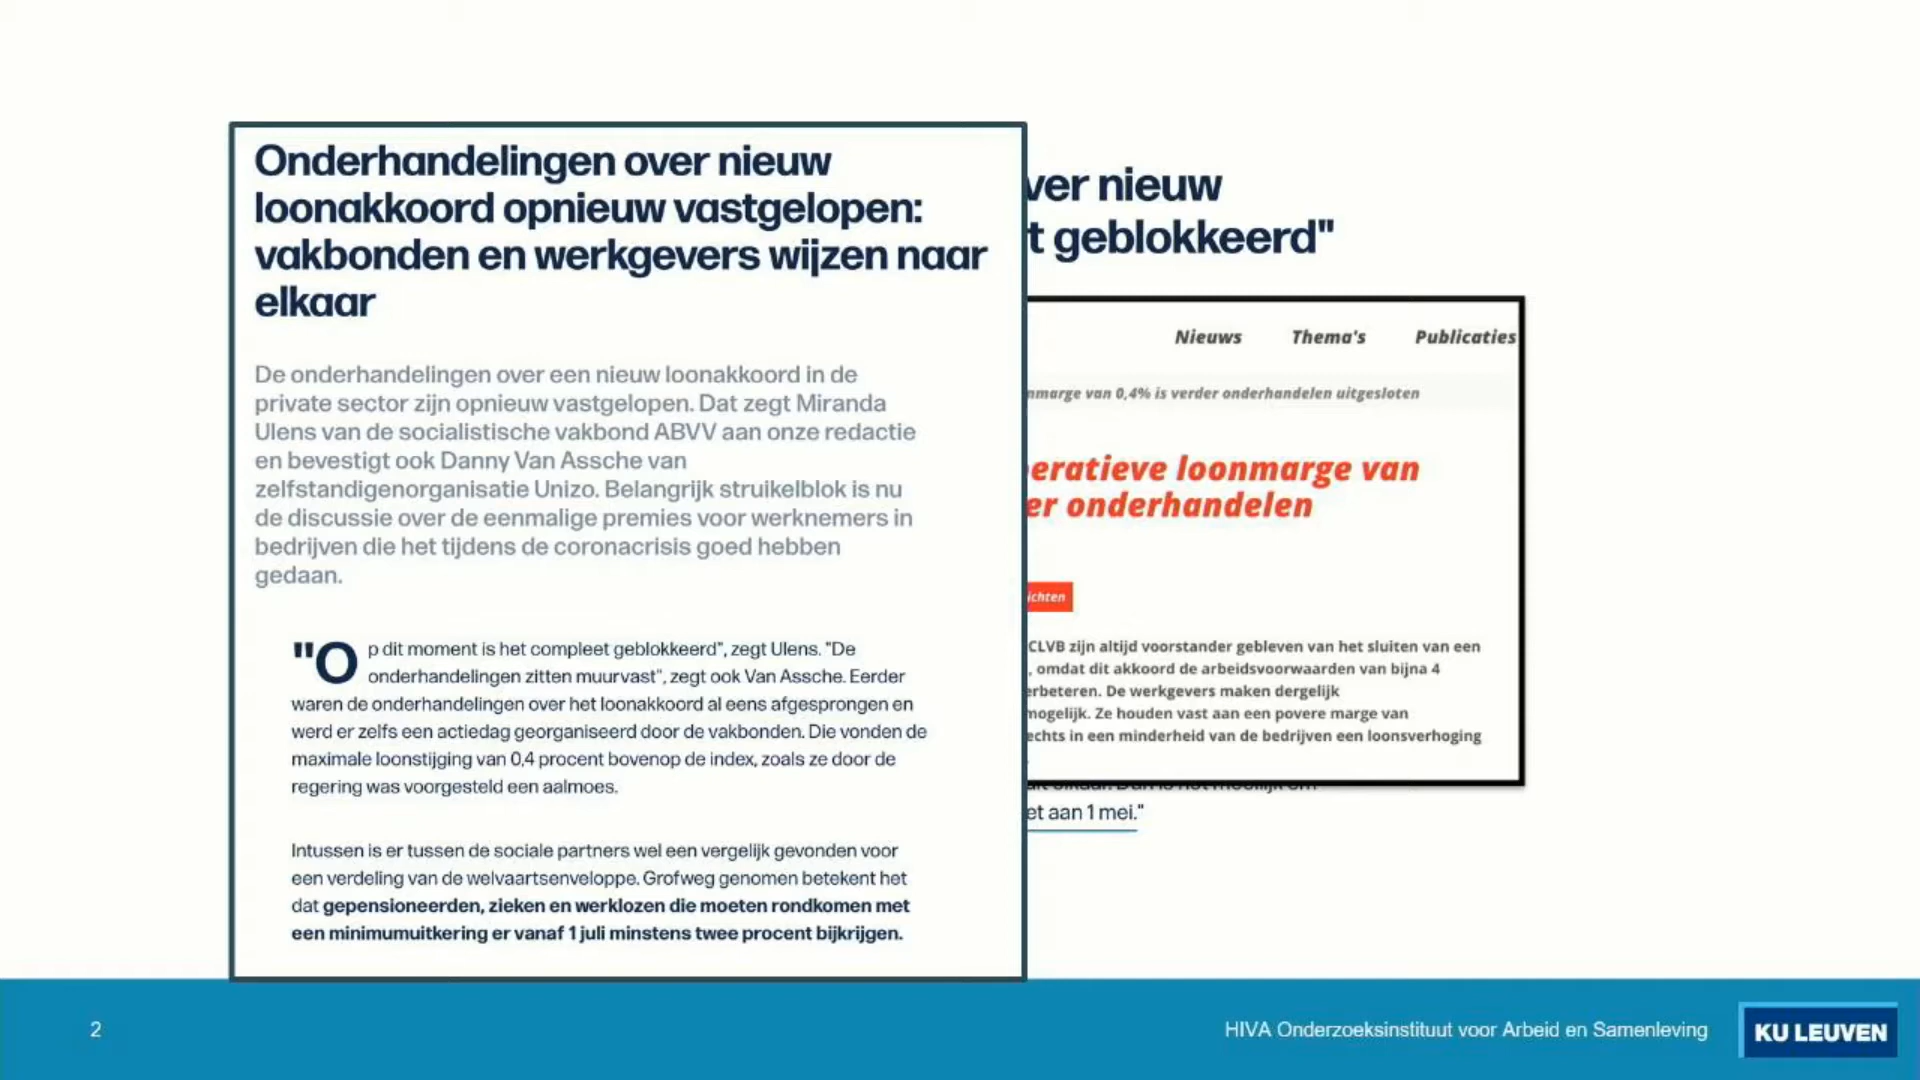 Onderhandelingen over nieuw
loonakkoord opnieuw vastgelopen:
vakbonden en werkgevers wijzen naar
elkaar
De onderhandelingen over een nieuw loonakkoord in de
private sector zijn opnieuw vastgelopen. Dat zegt Miranda
Ulens van de socialistische vakbond ABVV aan onze redactie
en bevestigt ook Danny Van Assche van
zelfstandigenorganisatie Unizo. Belangrijk struikelblok is nu
de discussie over de eenmalige premies voor werknemers in
bedrijven die het tijdens de coronacrisis goed hebben
gedaan.
"Op dit moment is het compleet geblokkeerd", zegt Ulens. "De
onderhandelingen zitten muurvast", zegt ook Van Assche. Eerder
waren de onderhandelingen over het loonakkoord al eens afgesprongen en
werd er zelfs een actiedag georganiseerd door de vakbonden. Die vonden de
maximale loonstijging van 0,4 procent bovenop de index, zoals ze door de
regering was voorgesteld een aalmoes.
Intussen is er tussen de sociale partners wel een vergelijk gevonden voor
een verdeling van de welvaartsenveloppe. Grofweg genomen betekent het
dat gepensioneerden, zieken en werklozen die moeten rondkomen met
een minimumuitkering er vanaf 1 juli minstens twee procent bijkrijgen.
ver nieuw
t geblokkeerd"
Nieuws Thema's Publicaties
nmarge van 0,4% is verder onderhandelen uitgesloten
eratieve loonmarge van
er onderhandelen
ichten
CLVB zijn altijd voorstander gebleven van het sluiten van een
, omdat dit akkoord de arbeidsvoorwaarden van bijna 4
erbeteren. De werkgevers maken dergelijk
mogelijk. Ze houden vast aan een povere marge van
echts in een minderheid van de bedrijven een loonsverhoging
et aan 1 mei."
2
HIVA Onderzoeksinstituut voor Arbeid en Samenleving
KU LEUVEN